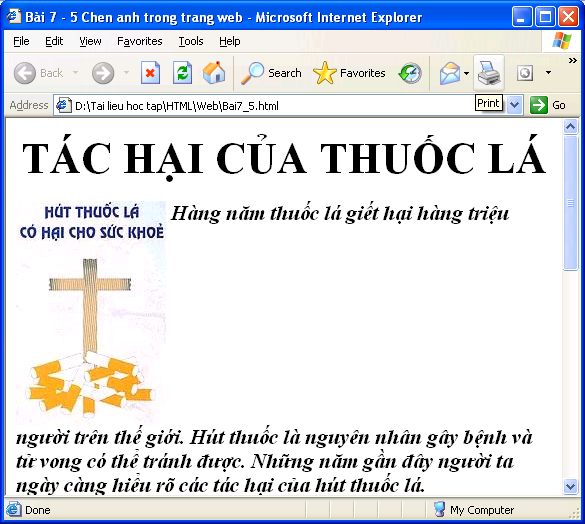 Bài 7 - 5 Chen anh trong trang web - Microsoft Internet Explorer
File Edit View Favorites Tools Help
Back Search Favorites
Address D:\Tai lieu hoc tap\HTML\Web\Bai7_5.html Print Go
TÁC HẠI CỦA THUỐC LÁ
HÚT THUỐC LÁ
CÓ HẠI CHO SỨC KHOẺ
Hàng năm thuốc lá giết hại hàng triệu
người trên thế giới. Hút thuốc là nguyên nhân gây bệnh và
tử vong có thể tránh được. Những năm gần đây người ta
ngày càng hiểu rõ các tác hại của hút thuốc lá.
Done My Computer